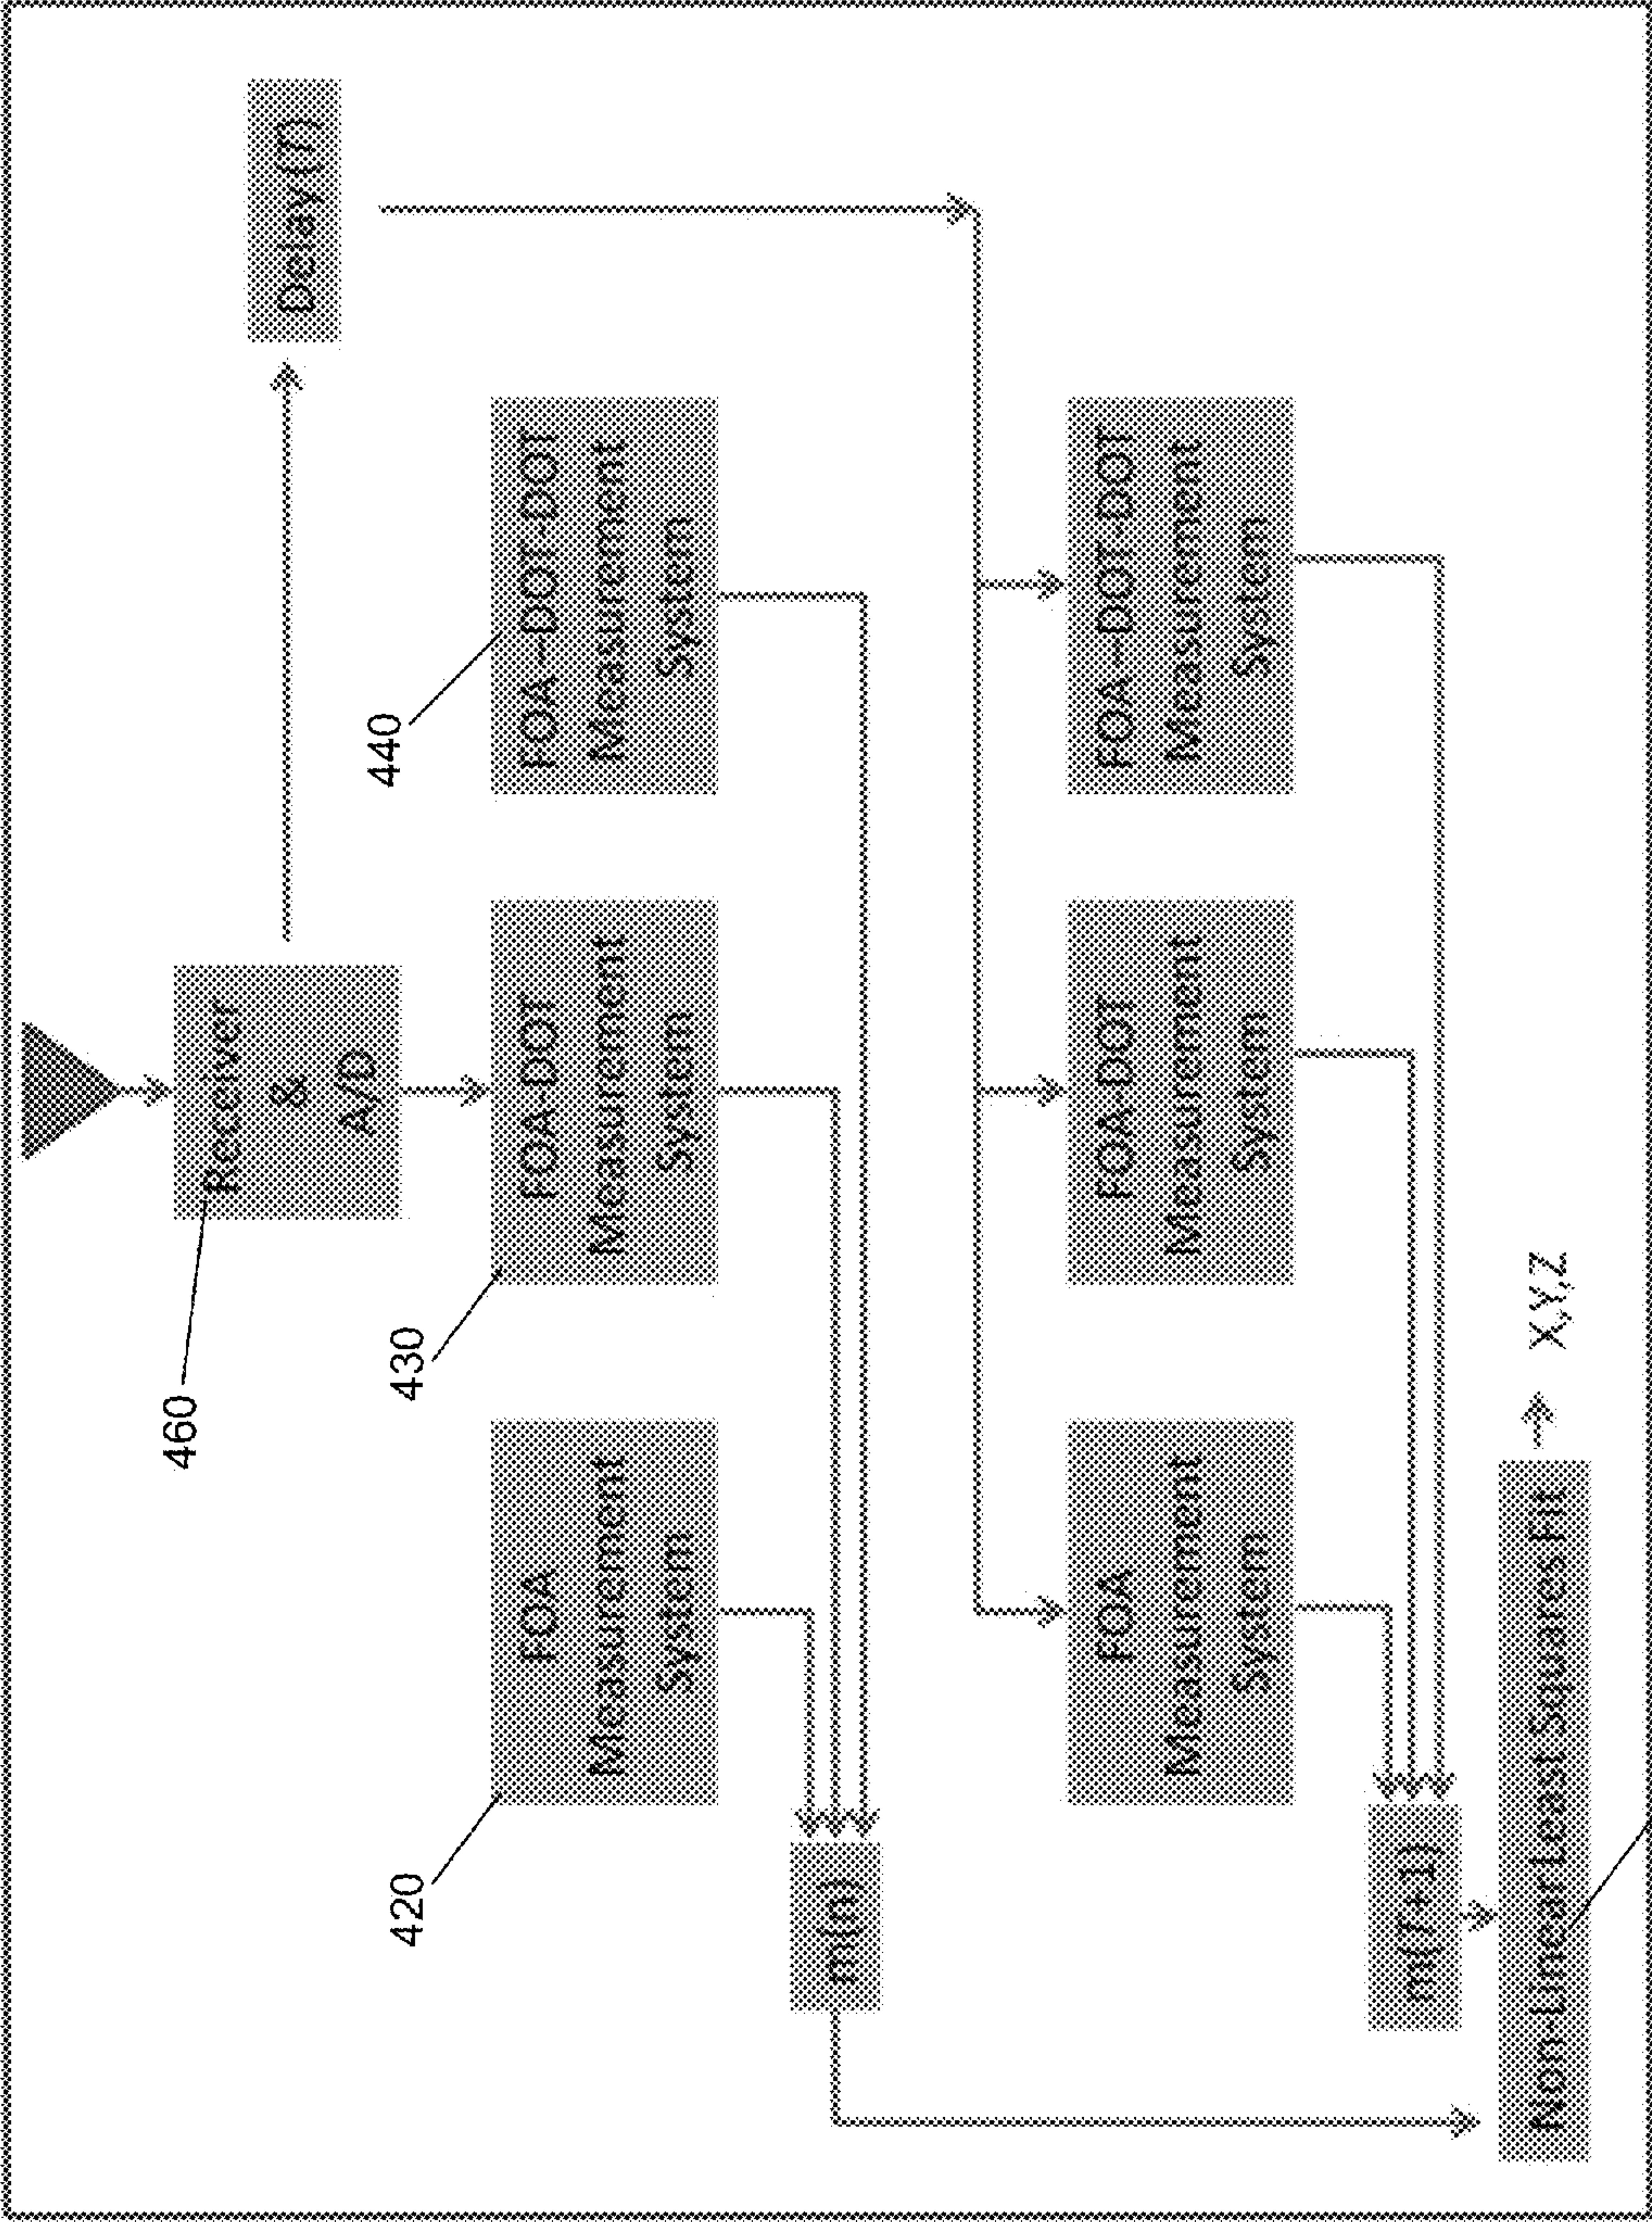 460
Receiver
&
A/D
Delay(T)
420
FOA
Measurement
System
430
FOA-DOT
Measurement
System
440
FOA-DOT-DOT
Measurement
System
m(n)
FOA
Measurement
System
FOA-DOT
Measurement
System
FOA-DOT-DOT
Measurement
System
m(T+1)
Non-Linear Least Squares Fit
X,Y,Z